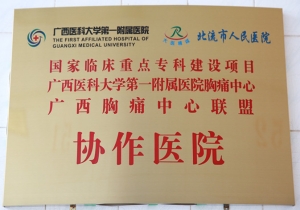 广西医科大学第一附属医院
THE FIRST AFFILIATED HOSPITAL OF
GUANGXI MEDICAL UNIVERSITY
北流市人民医院
国家临床重点专科建设项目
广西医科大学第一附属医院胸痛中心
广西胸痛中心联盟
协作医院